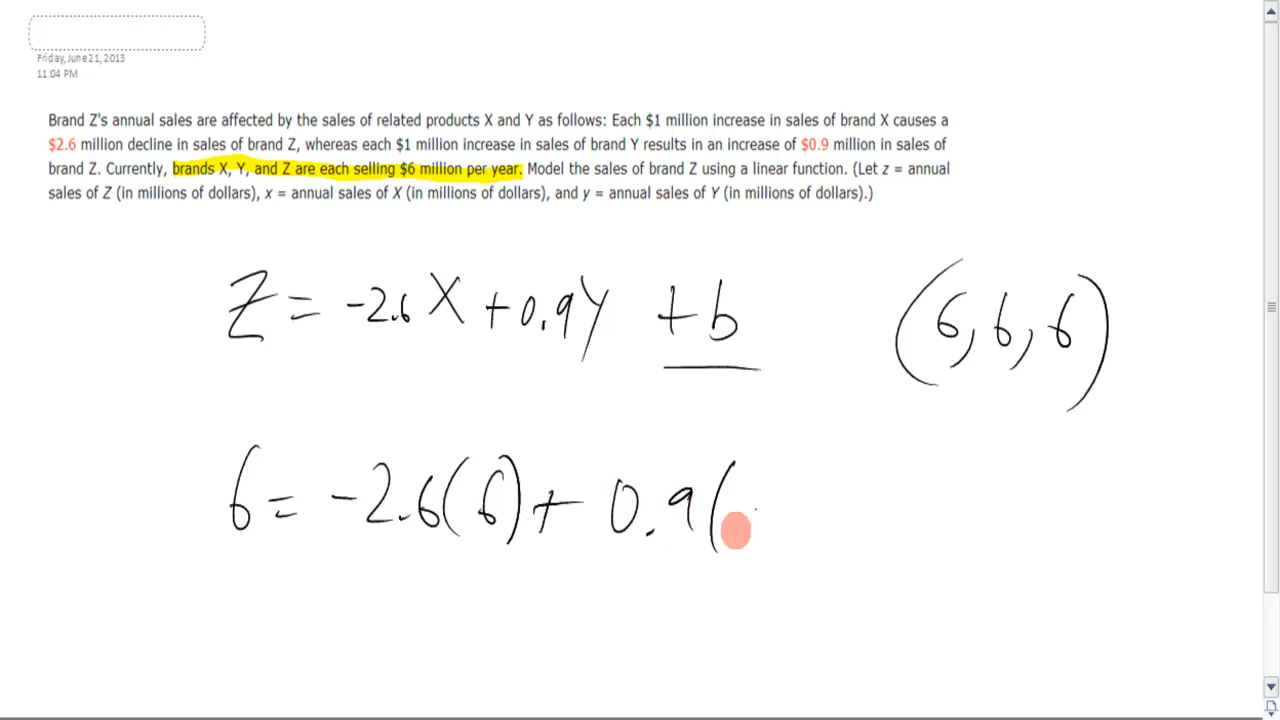 Friday, June 21, 2013
11:04 PM
Brand Z's annual sales are affected by the sales of related products X and Y as follows: Each $1 million increase in sales of brand X causes a
$2.6 million decline in sales of brand Z, whereas each $1 million increase in sales of brand Y results in an increase of $0.9 million in sales of
brand Z. Currently, brands X, Y, and Z are each selling $6 million per year. Model the sales of brand Z using a linear function. (Let z = annual
sales of Z (in millions of dollars), x = annual sales of X (in millions of dollars), and y = annual sales of Y (in millions of dollars).)
Z = -2.6 X + 0.9Y + b (6, 6, 6)
6 = -2.6(6) + 0.9(